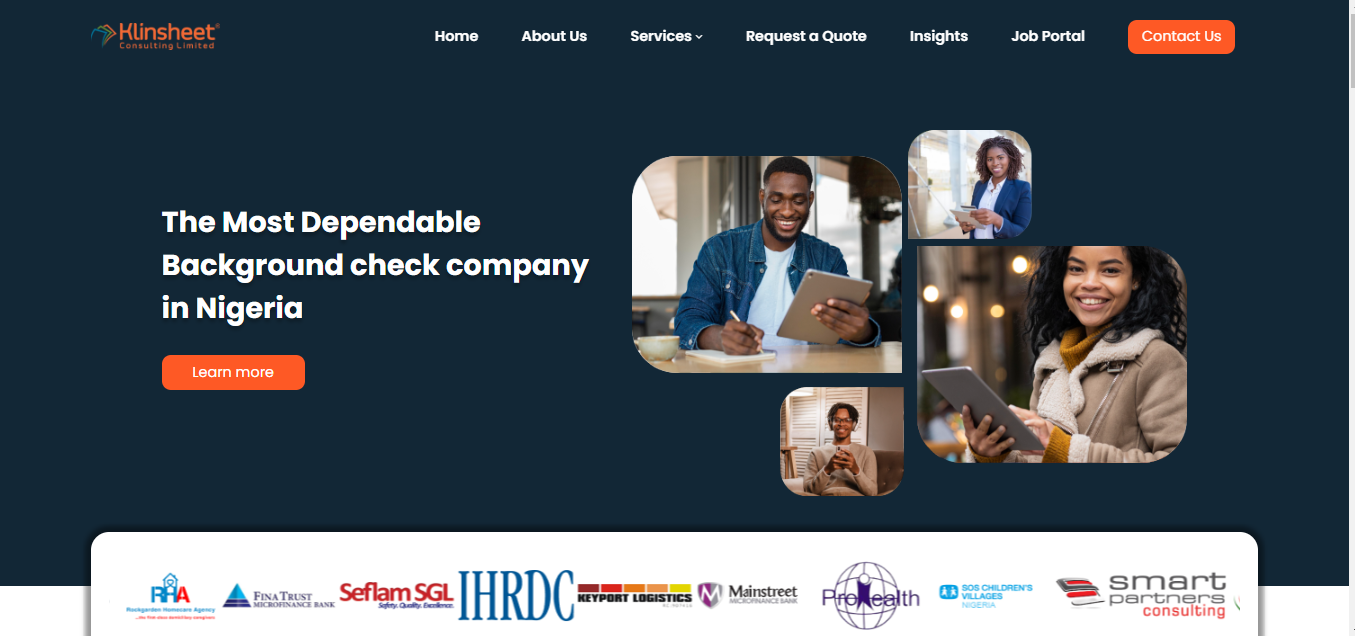 Klinsheet
Consulting Limited
Home
About Us
Services
Request a Quote
Insights
Job Portal
Contact Us
The Most Dependable
Background check company
in Nigeria
Learn more
RHA
Rockgarden Homecare Agency
FINA TRUST
MICROFINANCE BANK
Seflam SGL
Safety. Quality. Excellence.
IHRDC
KEYPORT LOGISTICS
Mainstreet
MICROFINANCE BANK
ProHealth
SOS CHILDREN'S
VILLAGES
NIGERIA
smart
partners
consulting